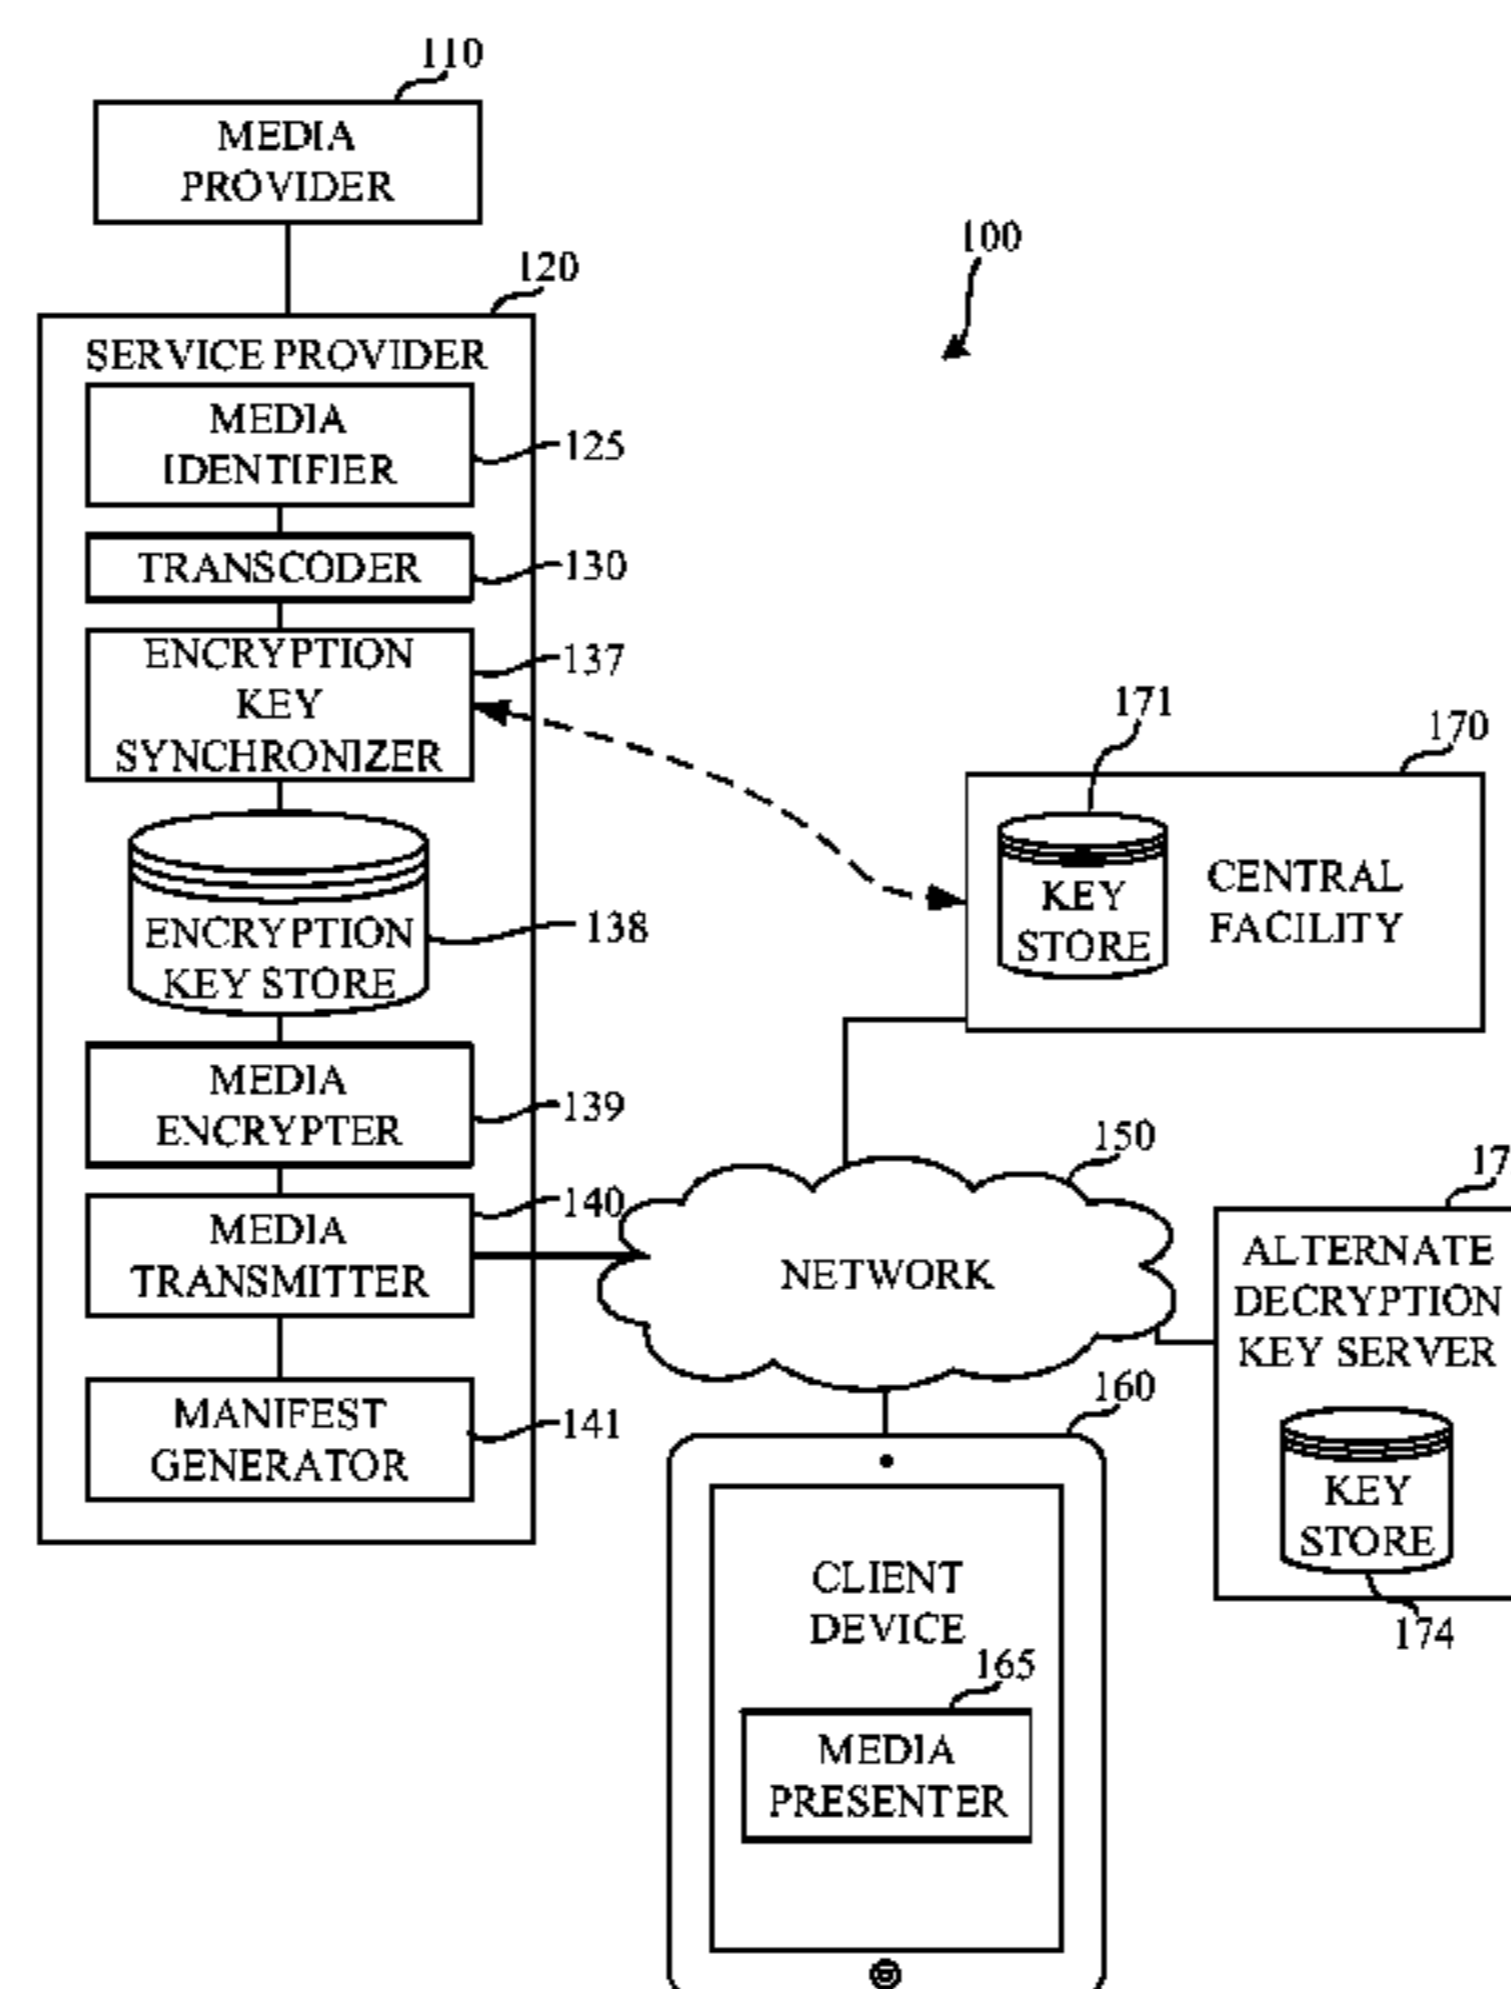 110
MEDIA
PROVIDER
100
120
SERVICE PROVIDER
MEDIA
IDENTIFIER
125
TRANSCODER
130
ENCRYPTION
KEY
SYNCHRONIZER
137
ENCRYPTION
KEY STORE
138
MEDIA
ENCRYPTER
139
MEDIA
TRANSMITTER
140
MANIFEST
GENERATOR
141
171
170
KEY
STORE
CENTRAL
FACILITY
150
NETWORK
17
ALTERNATE
DECRYPTION
KEY SERVER
KEY
STORE
174
160
CLIENT
DEVICE
165
MEDIA
PRESENTER